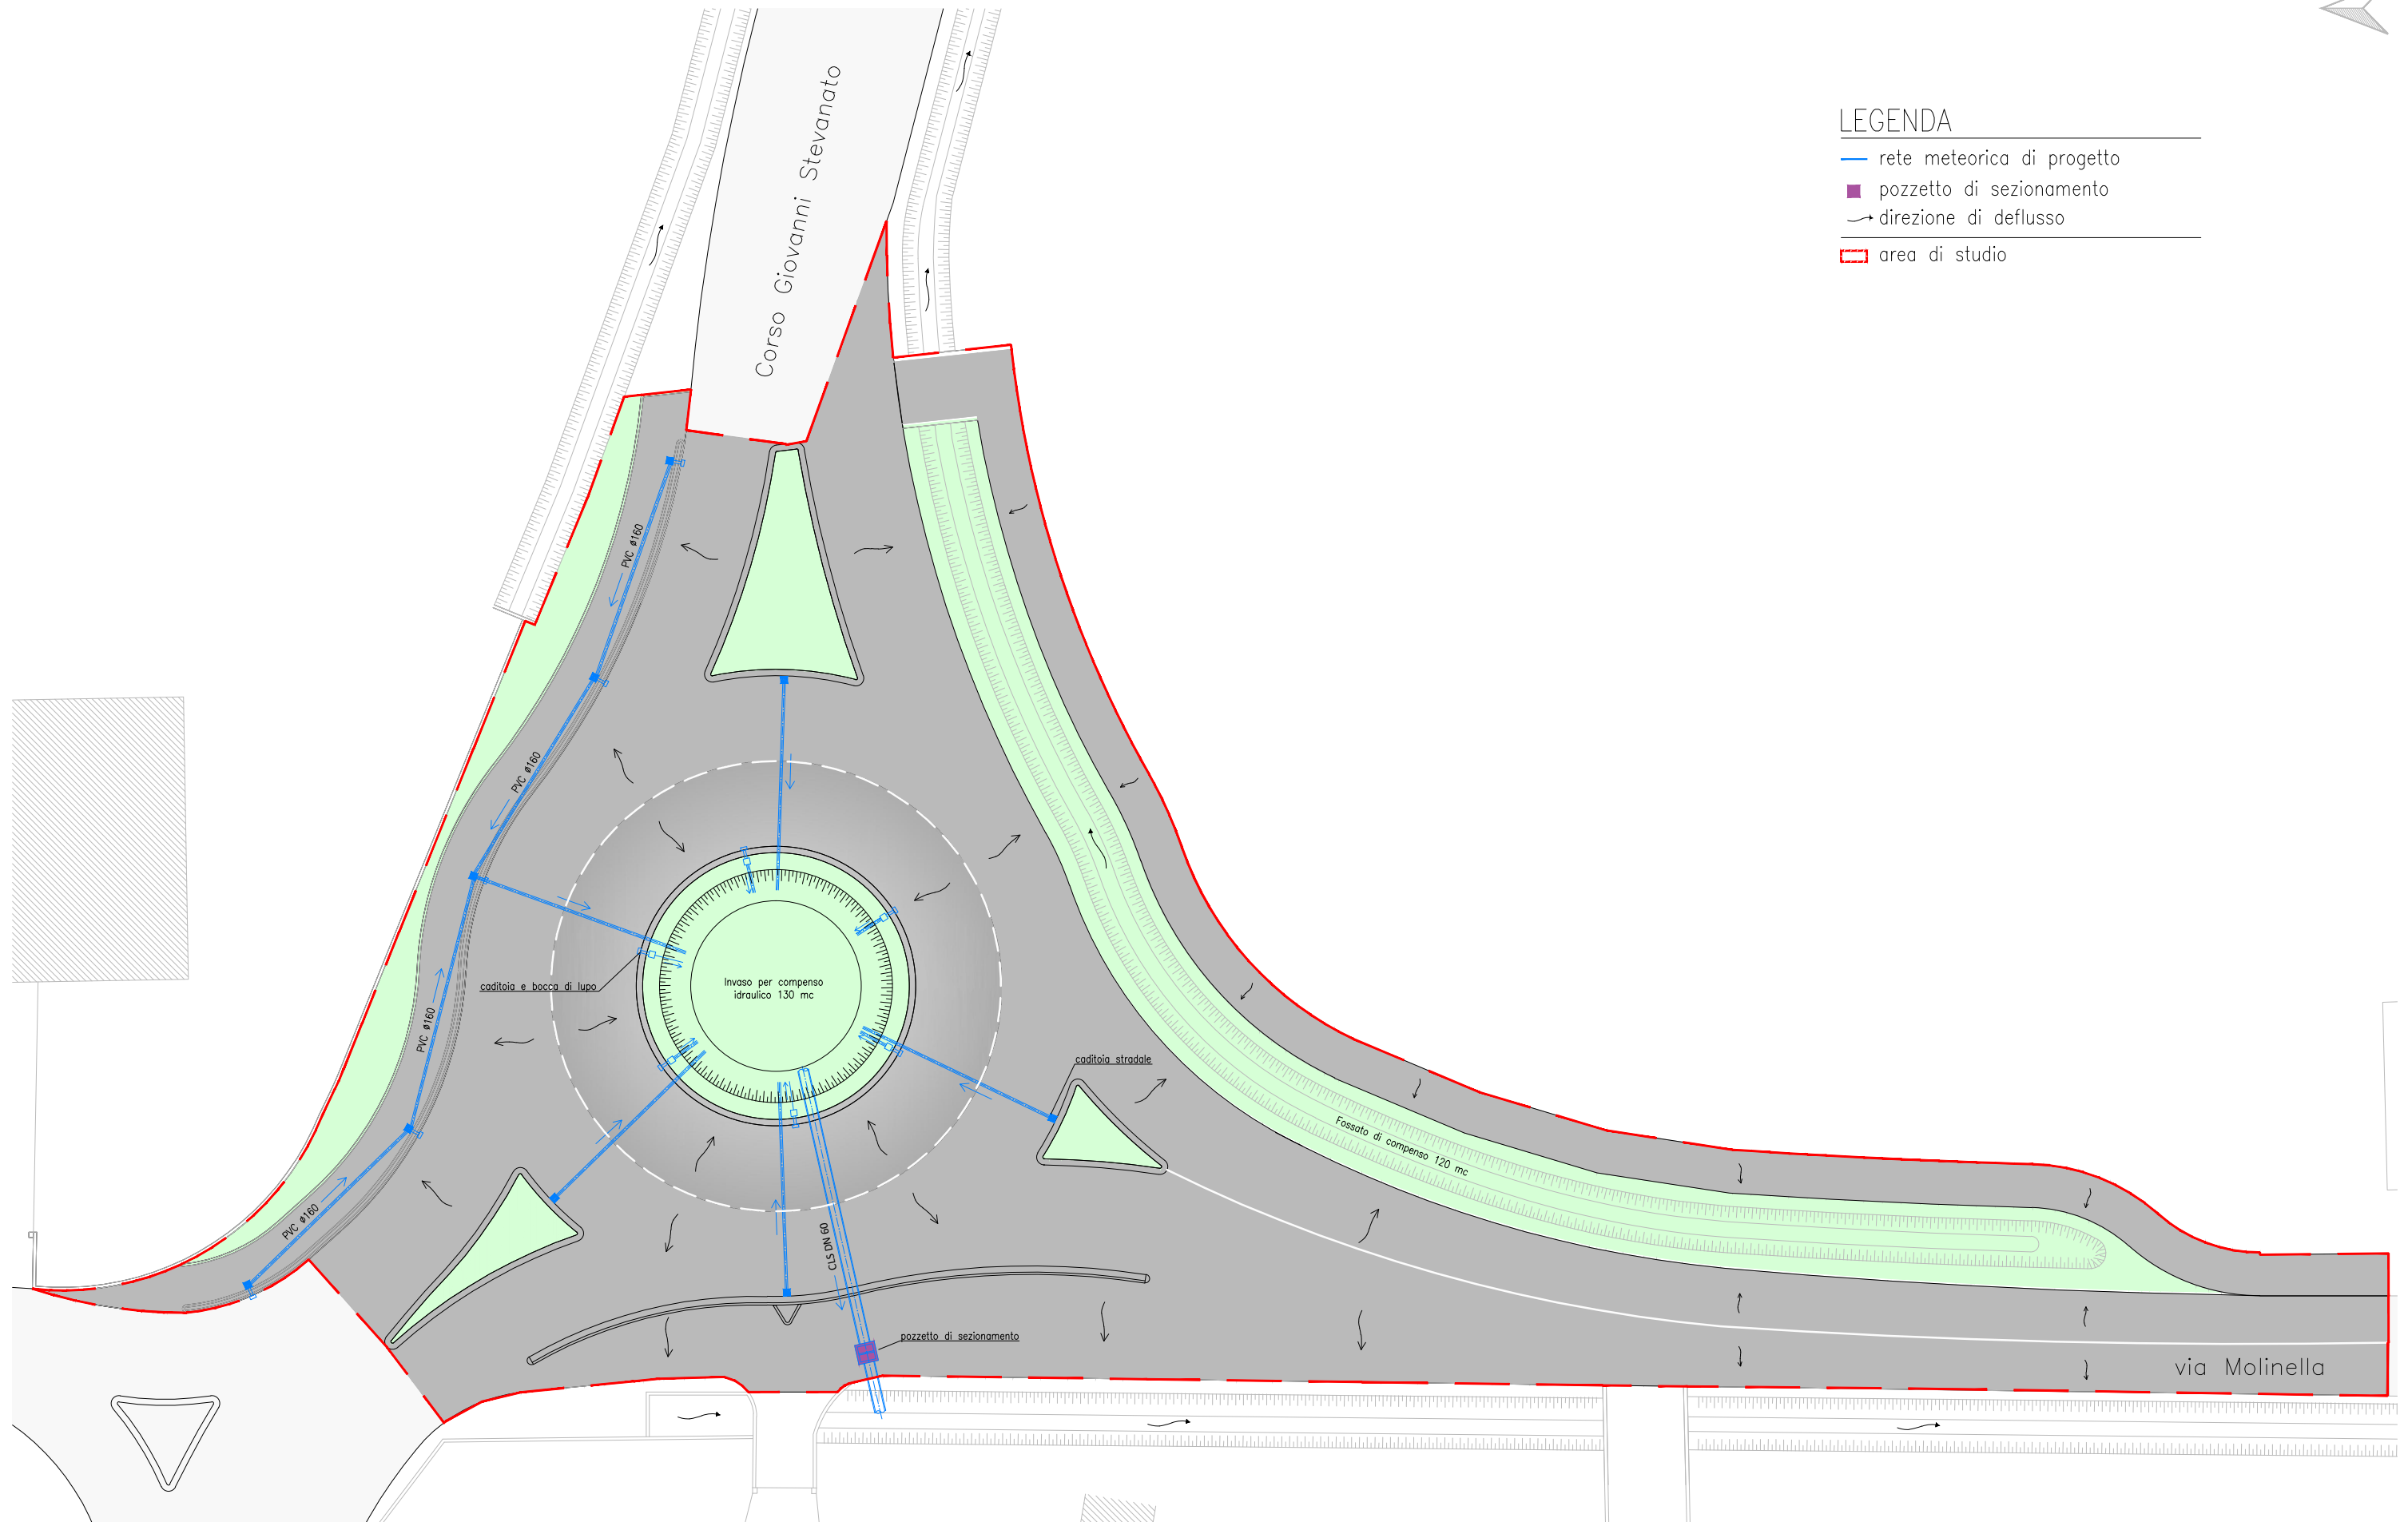 Corso Giovanni Stevanato
LEGENDA
rete meteorica di progetto
pozzetto di sezionamento
direzione di deflusso
area di studio
PVC ø160
PVC ø160
caditoia e bocca di lupo
Invaso per compenso
idraulico 130 mc
PVC ø160
caditoia stradale
Fossato di compenso 120 mc
PVC ø160
CLS DN 60
pozzetto di sezionamento
via Molinella